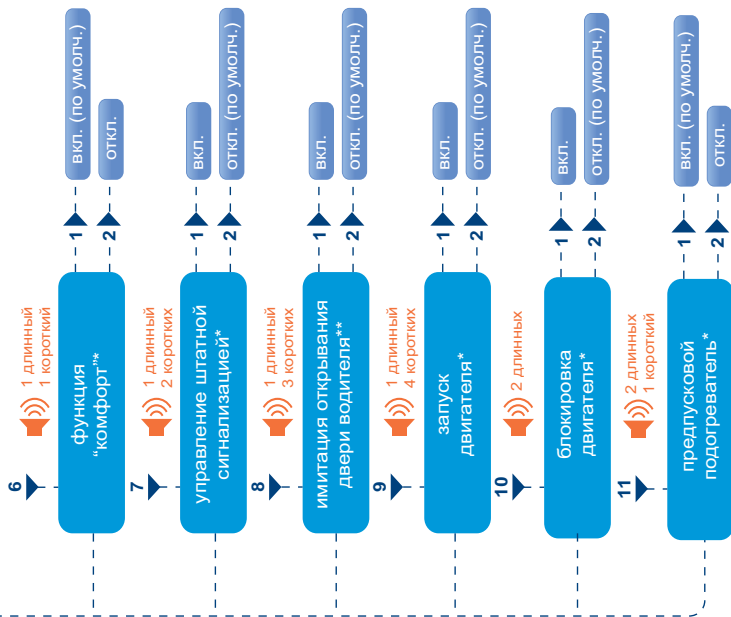 6
1 длинный
1 короткий
функция
“комфорт”*
1
вкл. (по умолч.)
2
откл.
7
1 длинный
2 коротких
управление штатной
сигнализацией*
1
вкл.
2
откл. (по умолч.)
8
1 длинный
3 коротких
имитация открывания
двери водителя**
1
вкл.
2
откл. (по умолч.)
9
1 длинный
4 коротких
запуск
двигателя*
1
вкл.
2
откл. (по умолч.)
10
2 длинных
блокировка
двигателя*
1
вкл.
2
откл. (по умолч.)
11
2 длинных
1 короткий
предпусковой
подогреватель*
1
вкл. (по умолч.)
2
откл.